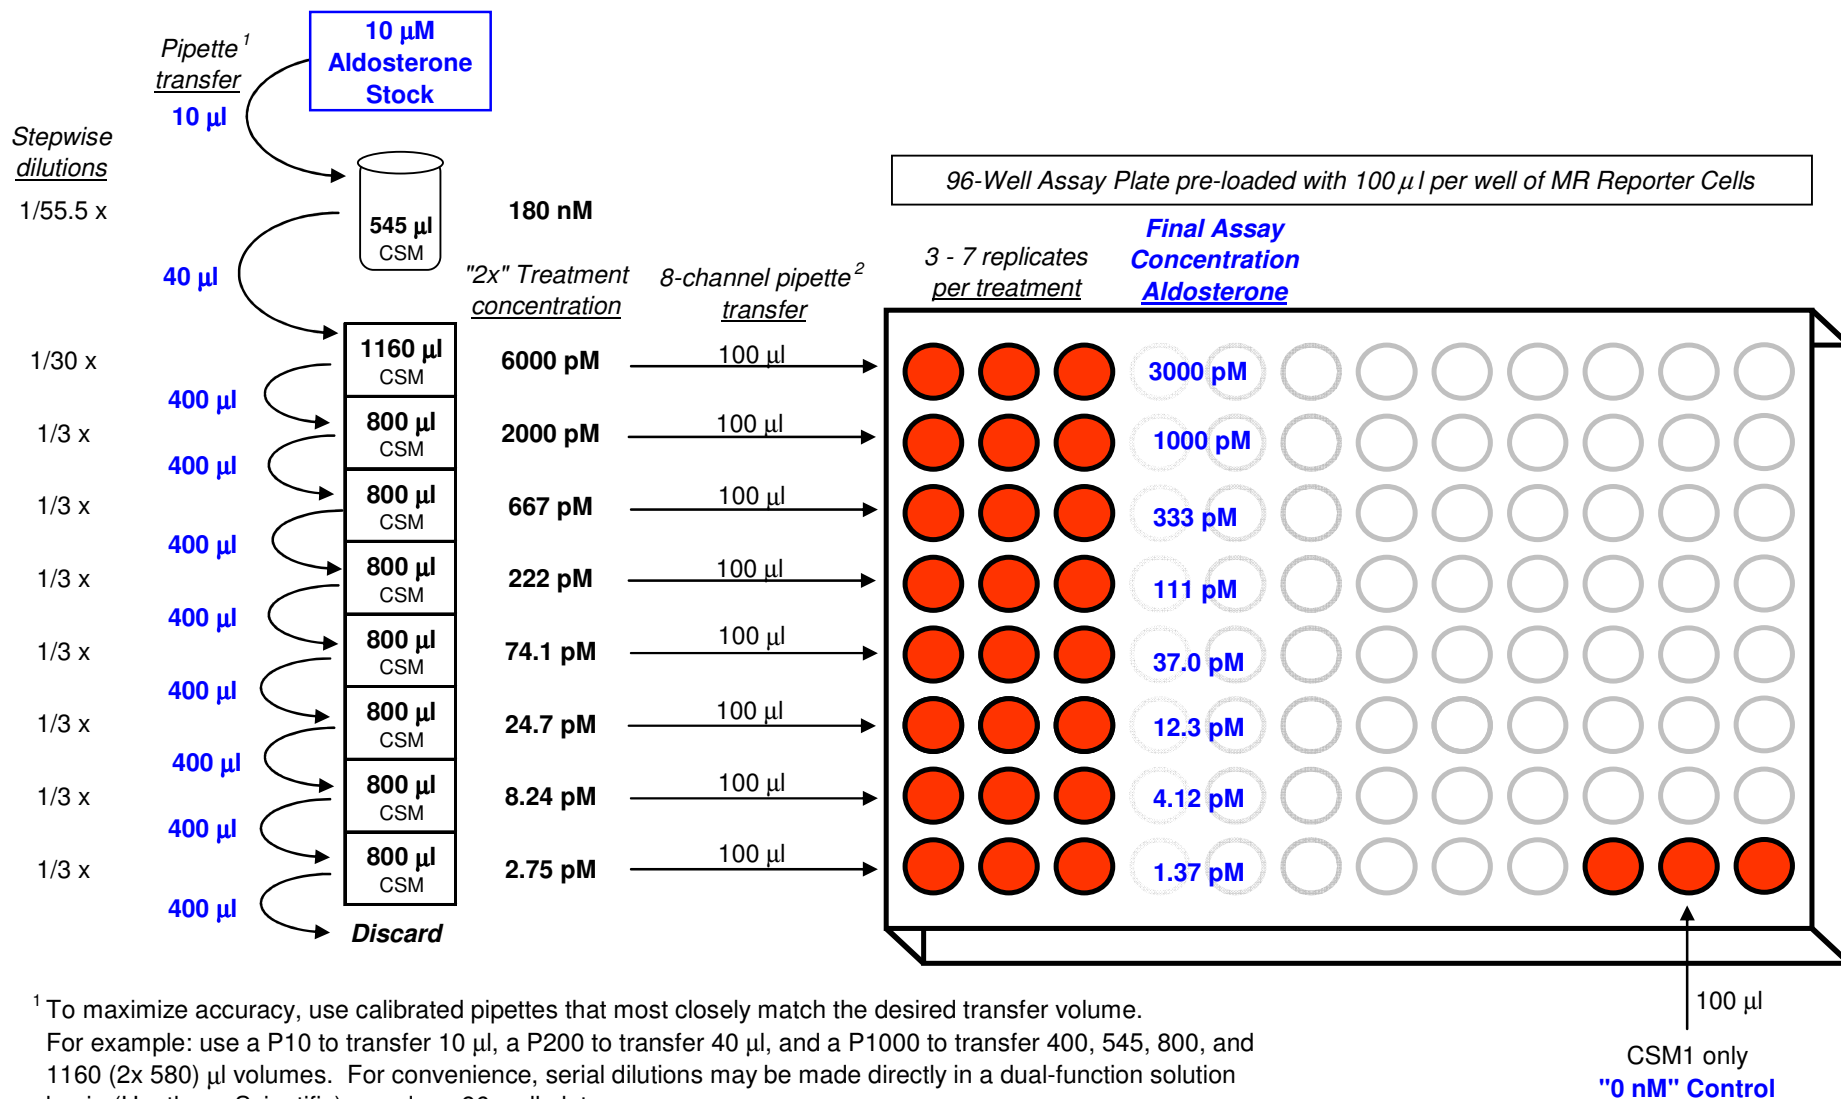 10 μM
Aldosterone
Stock
Pipette 1
transfer
10 μl
Stepwise
dilutions
1/55.5 x
545 μl
CSM
180 nM
40 μl
"2x" Treatment
concentration
8-channel pipette 2
transfer
96-Well Assay Plate pre-loaded with 100 μl per well of MR Reporter Cells
3 - 7 replicates
per treatment
Final Assay
Concentration
Aldosterone
1/30 x
1160 μl
CSM
6000 pM
100 μl
3000 pM
400 μl
1/3 x
800 μl
CSM
2000 pM
100 μl
1000 pM
400 μl
1/3 x
800 μl
CSM
667 pM
100 μl
333 pM
400 μl
1/3 x
800 μl
CSM
222 pM
100 μl
111 pM
400 μl
1/3 x
800 μl
CSM
74.1 pM
100 μl
37.0 pM
400 μl
1/3 x
800 μl
CSM
24.7 pM
100 μl
12.3 pM
400 μl
1/3 x
800 μl
CSM
8.24 pM
100 μl
4.12 pM
400 μl
1/3 x
800 μl
CSM
2.75 pM
100 μl
1.37 pM
400 μl
Discard
100 μl
CSM1 only
"0 nM" Control
1 To maximize accuracy, use calibrated pipettes that most closely match the desired transfer volume.
For example: use a P10 to transfer 10 μl, a P200 to transfer 40 μl, and a P1000 to transfer 400, 545, 800, and
1160 (2x 580) μl volumes. For convenience, serial dilutions may be made directly in a dual-function solution